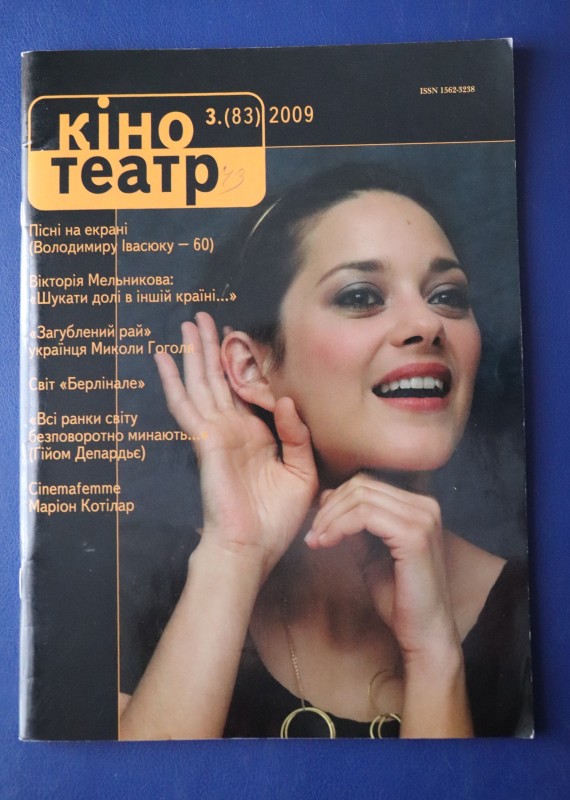 ISSN 1562-3238
кіно
театр
3.(83) 2009
Пісні на екрані
(Володимиру Івасюку — 60)
Вікторія Мельникова:
«Шукати долі в іншій країні...»
«Загублений рай»
українця Миколи Гоголя
Світ «Берлінале»
«Всі ранки світу
безповоротно минають...»
(Гійом Депардьє)
Cinemafemme
Маріон Котілар